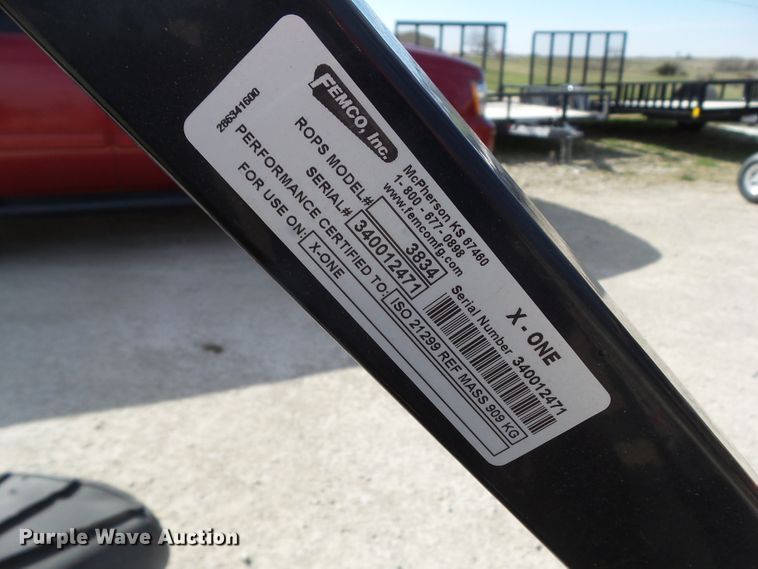 286341600
FEMCO, Inc.
McPherson KS 67460
1-800-677-0898
www.femcomfg.com
ROPS MODEL# 3834
SERIAL# 340012471
PERFORMANCE CERTIFIED TO: ISO 21299 REF MASS 909 KG
FOR USE ON: X-ONE
X - ONE
Serial Number 340012471
Purple Wave Auction